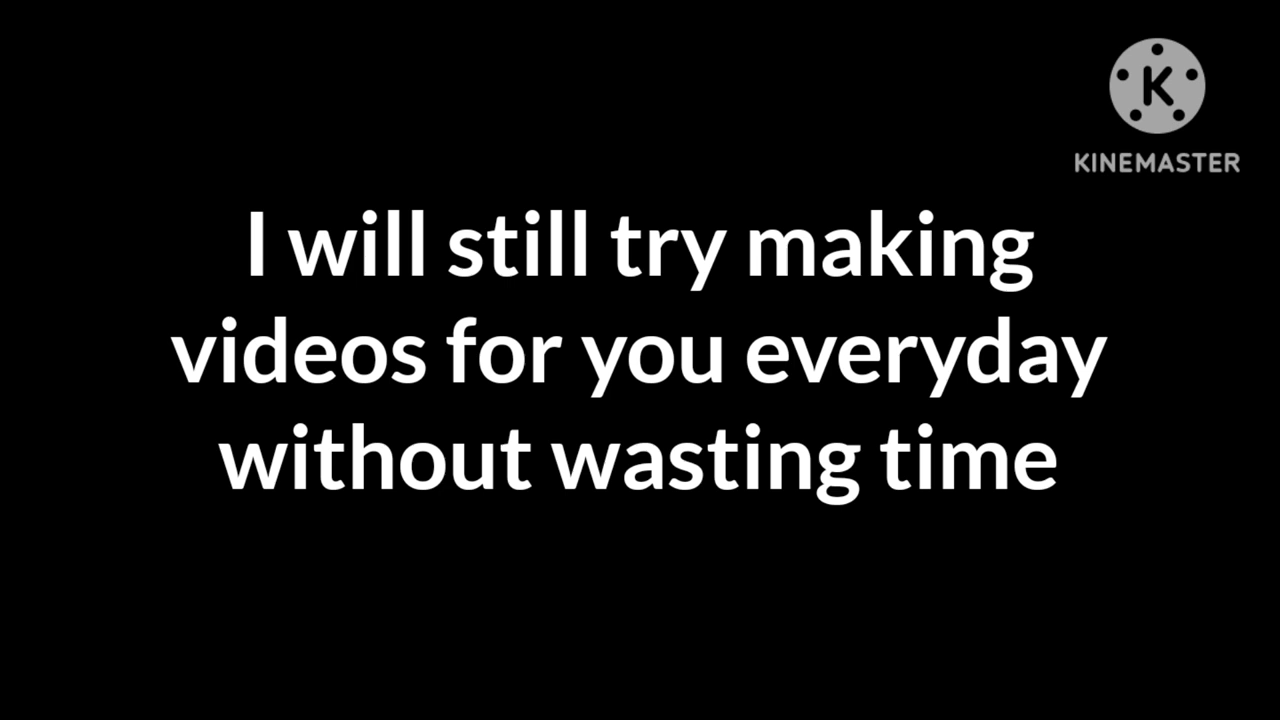 K
KINEMASTER
I will still try making
videos for you everyday
without wasting time